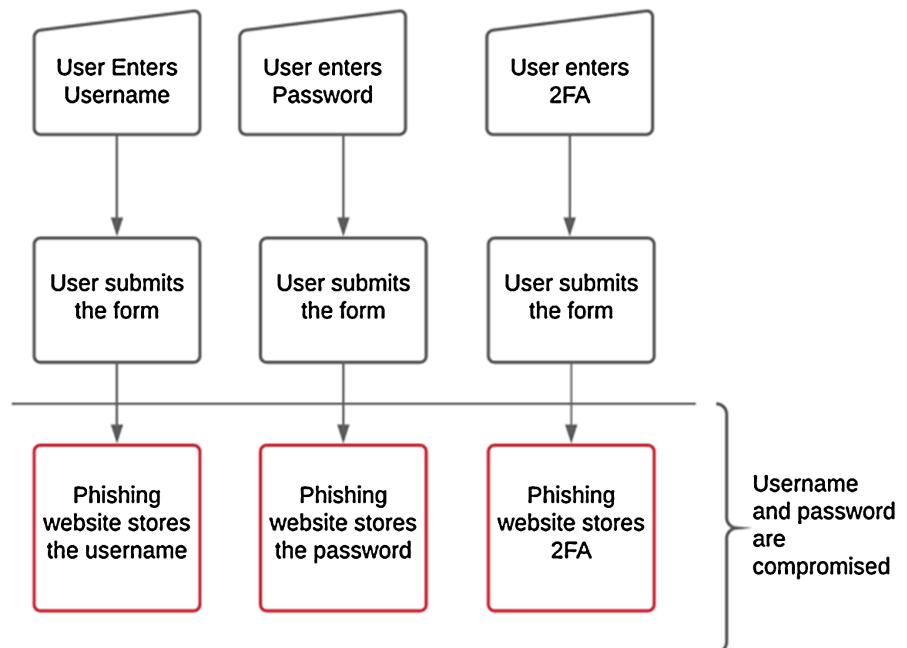 User Enters
Username
User enters
Password
User enters
2FA
User submits
the form
User submits
the form
User submits
the form
Phishing
website stores
the username
Phishing
website stores
the password
Phishing
website stores
2FA
Username
and password
are
compromised